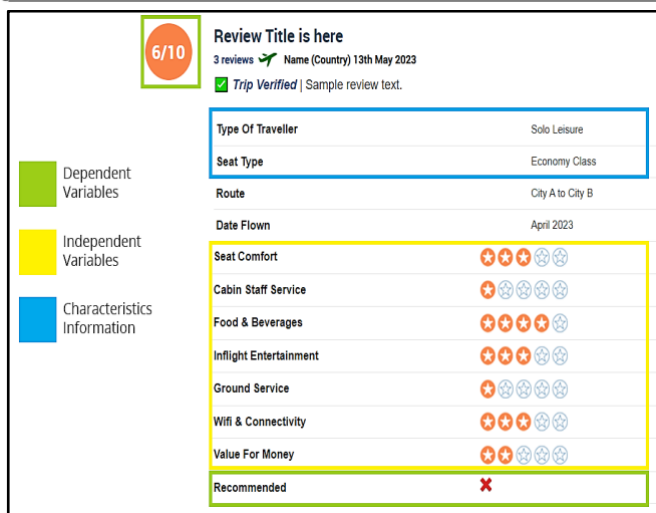 6/10
Review Title is here
3 reviews Name (Country) 13th May 2023
Trip Verified | Sample review text.
Type Of Traveller Solo Leisure
Seat Type Economy Class
Route City A to City B
Date Flown April 2023
Seat Comfort
Cabin Staff Service
Food & Beverages
Inflight Entertainment
Ground Service
Wifi & Connectivity
Value For Money
Recommended
Dependent
Variables
Independent
Variables
Characteristics
Information